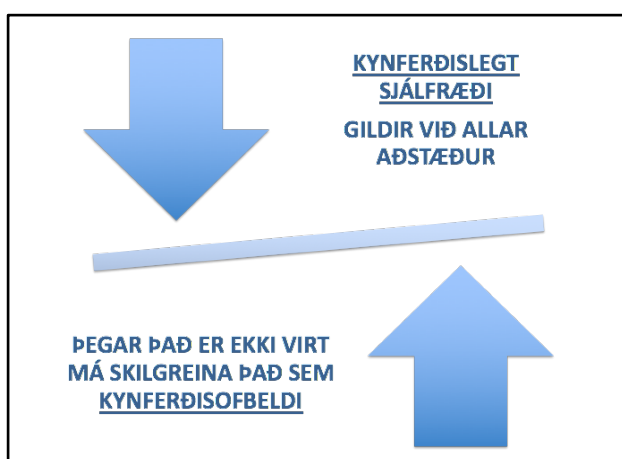 KYNFERÐISLEGT
SJÁLFRÆÐI
GILDIR VIÐ ALLAR
AÐSTÆÐUR
ÞEGAR ÞAÐ ER EKKI VIRT
MÁ SKILGREINA ÞAÐ SEM
KYNFERÐISOFBELDI